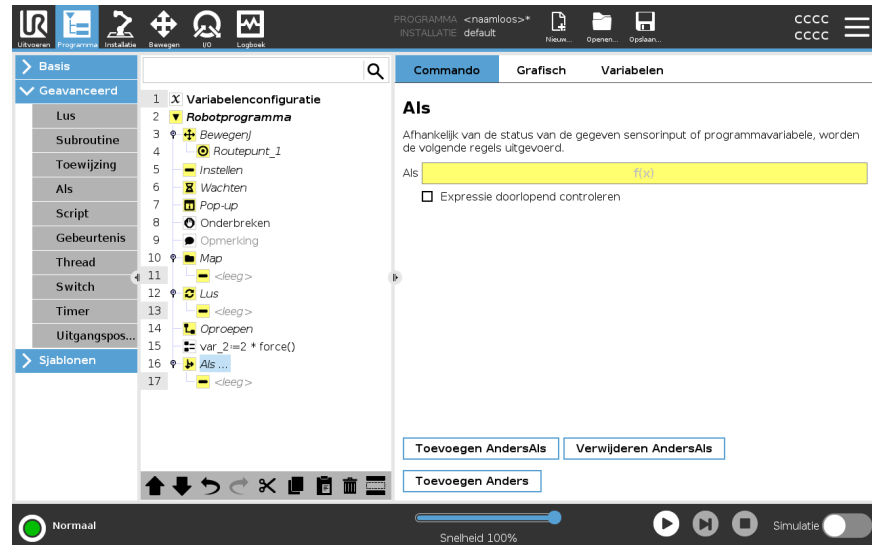 UR
PROGRAMMA <naamloos>*
INSTALLATIE default
CCCC
CCCC
Uitvoeren Programma Installatie Bewegen I/O Logboek Nieuw... Openen... Opslaan...
Basis
Geavanceerd
Lus
Subroutine
Toewijzing
Als
Script
Gebeurtenis
Thread
Switch
Timer
Uitgangspos...
Sjablonen
1 X Variabelenconfiguratie
2 Robotprogramma
3 BewegenJ
4 Routepunt_1
5 Instellen
6 Wachten
7 Pop-up
8 Onderbreken
9 Opmerking
10 Map
11 <leeg>
12 Lus
13 <leeg>
14 Oproepen
15 var_2:=2 * force()
16 Als ...
17 <leeg>
Commando Grafisch Variabelen
Als
Afhankelijk van de status van de gegeven sensorinput of programmavariabele, worden
de volgende regels uitgevoerd.
Als f(x)
Expressie doorlopend controleren
Toevoegen AndersAls Verwijderen AndersAls
Toevoegen Anders
Normaal
Snelheid 100%
Simulatie